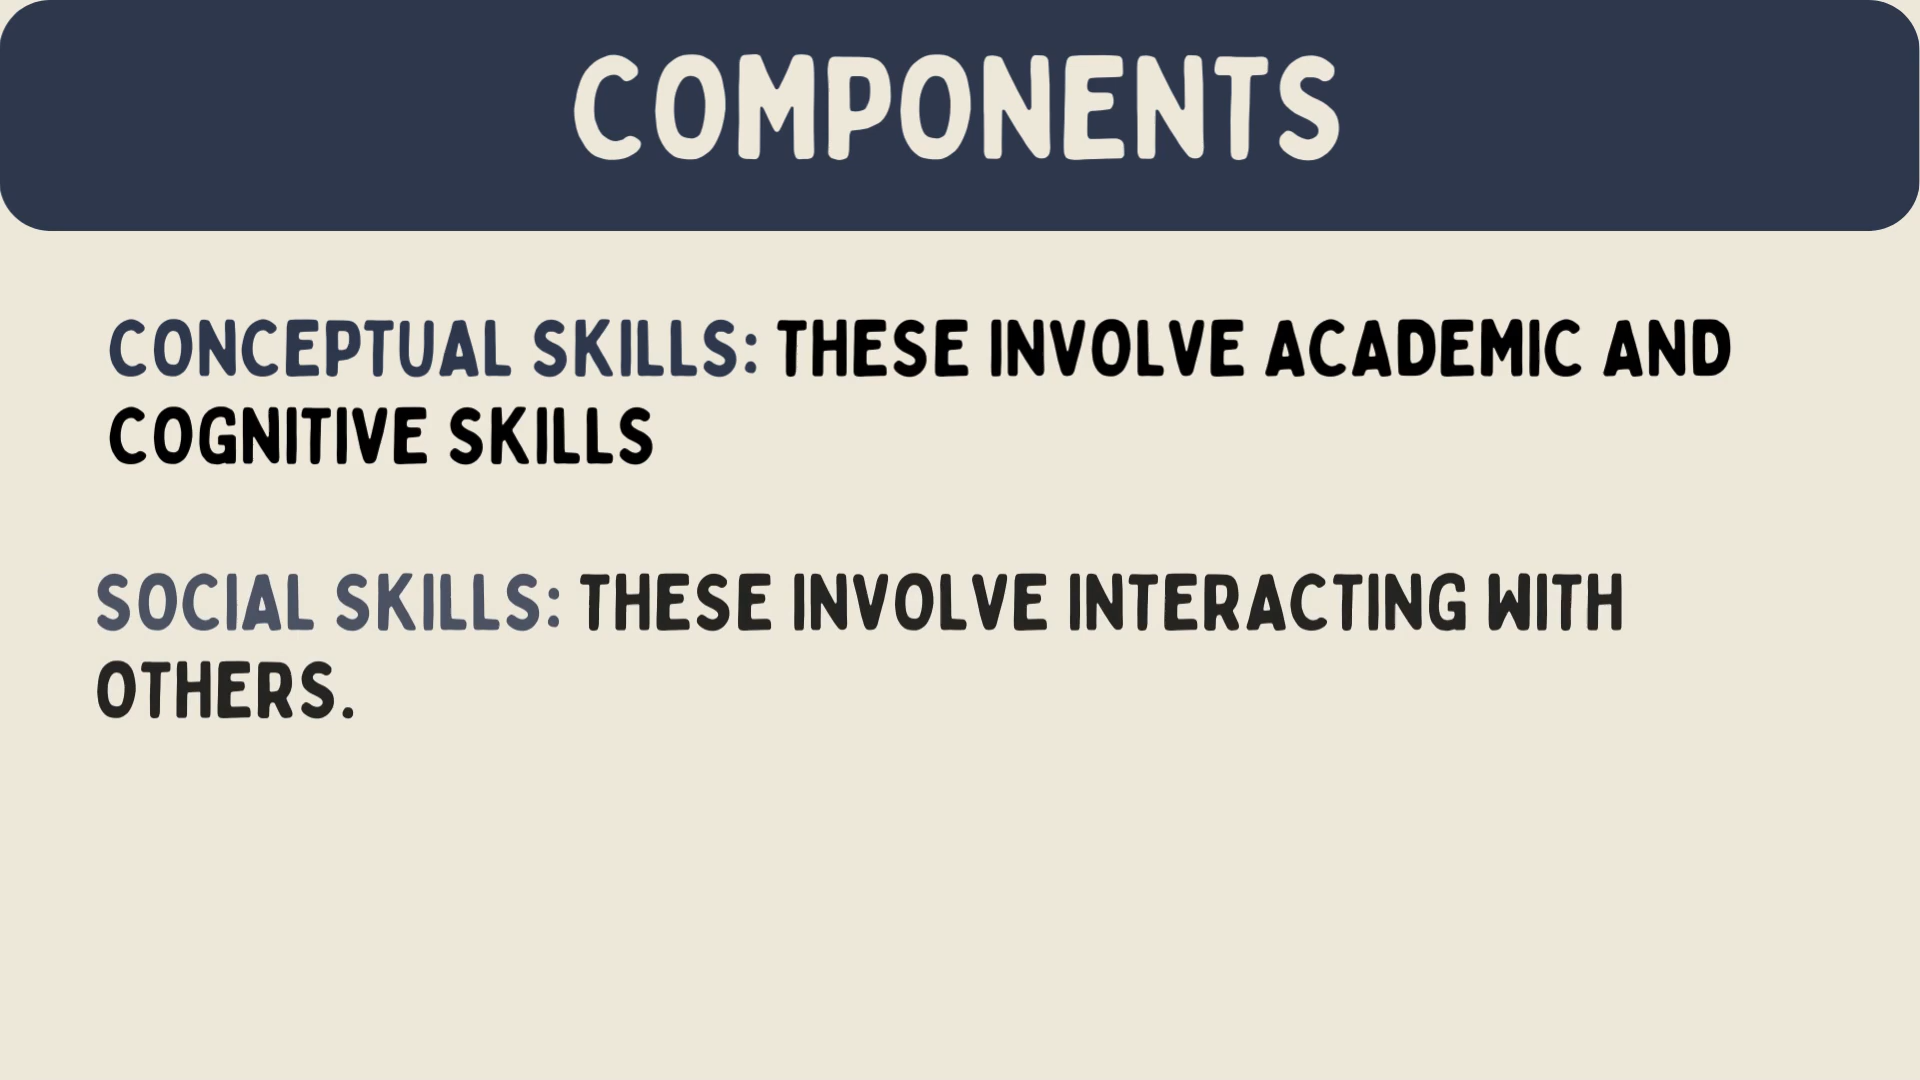 COMPONENTS
CONCEPTUAL SKILLS: THESE INVOLVE ACADEMIC AND
COGNITIVE SKILLS
SOCIAL SKILLS: THESE INVOLVE INTERACTING WITH
OTHERS.